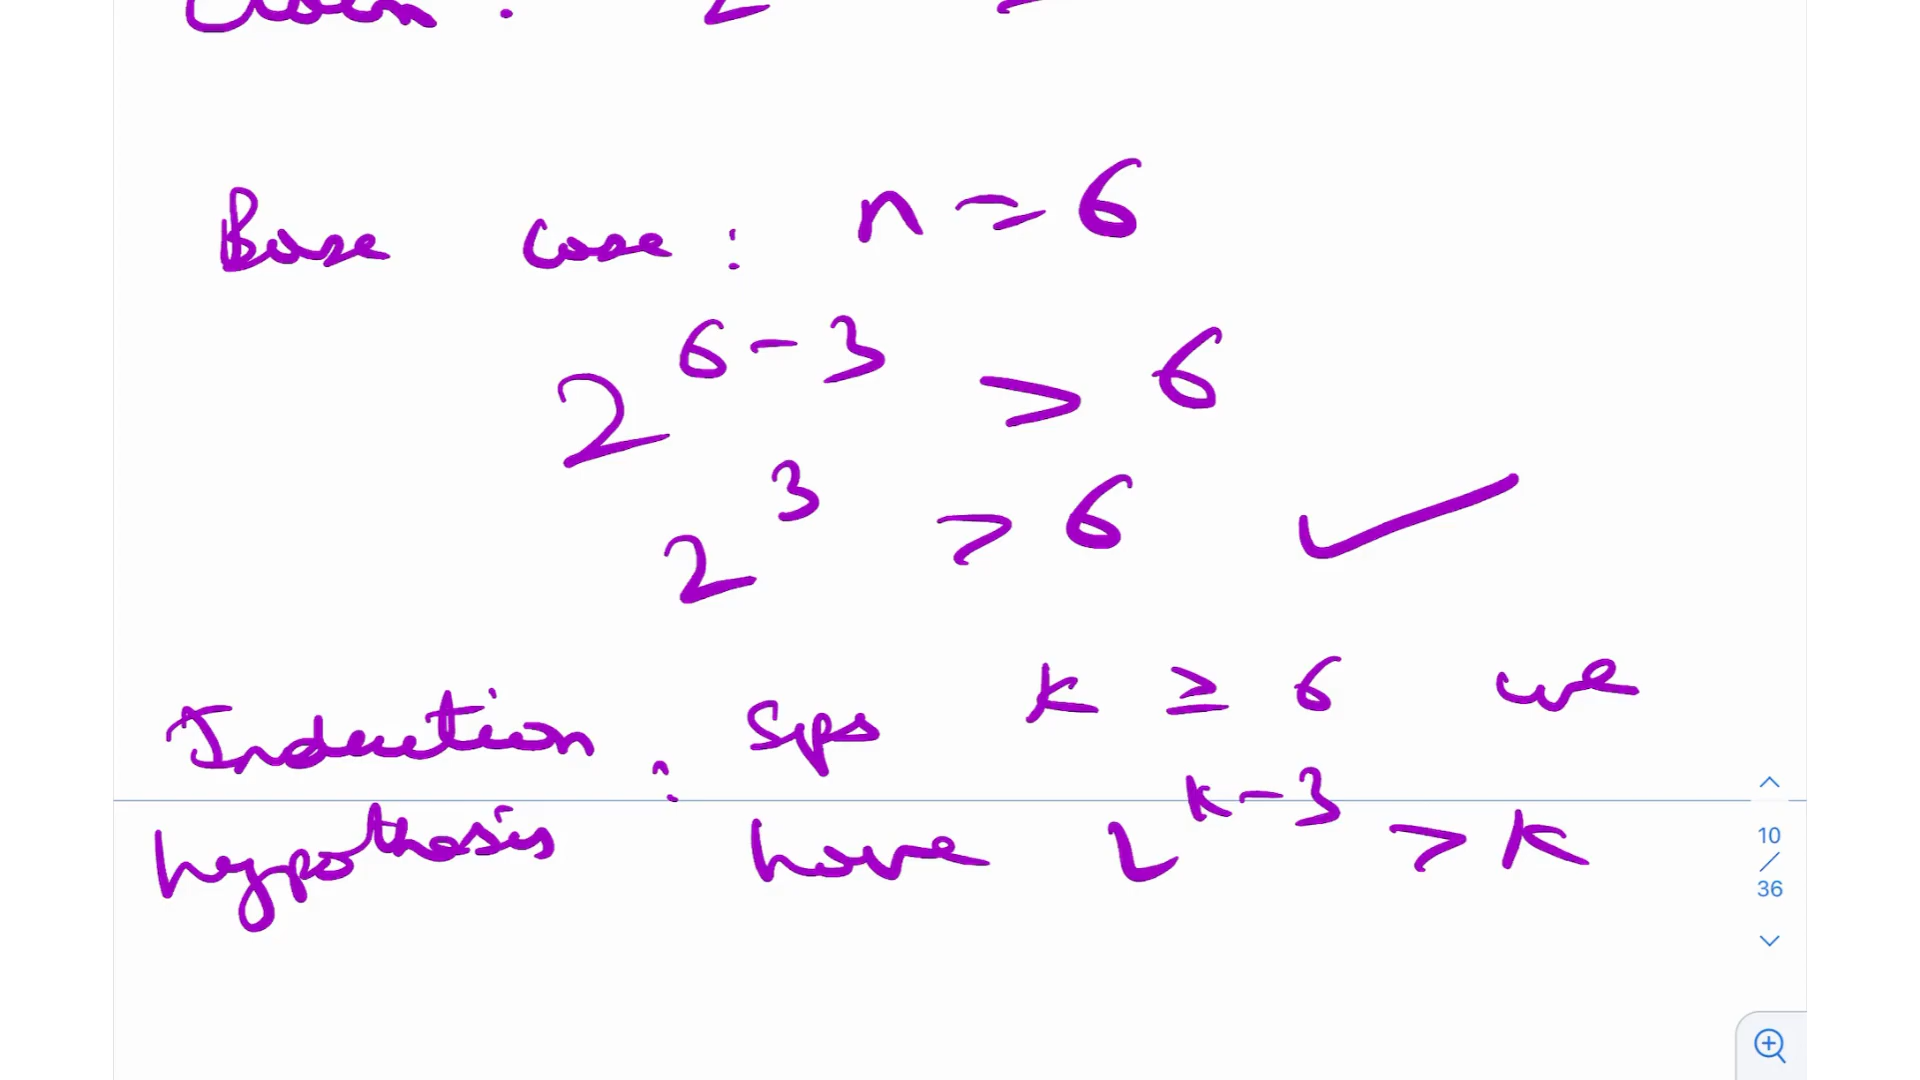 Base case: n = 6
2^{6-3} > 6
2^3 > 6 ✓
Induction : Sps k ≥ 6 we
hypothesis have 2^{k-3} > k
10
/
36